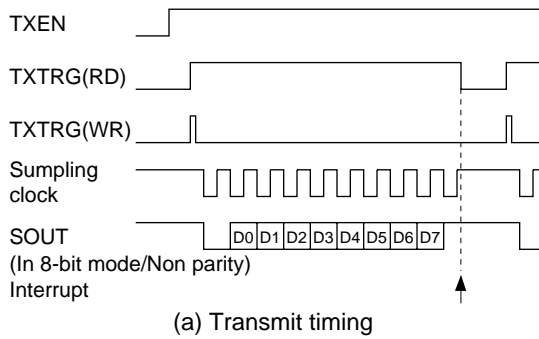 TXEN
TXTRG(RD)
TXTRG(WR)
Sumpling
clock
SOUT
D0 D1 D2 D3 D4 D5 D6 D7
(In 8-bit mode/Non parity)
Interrupt
(a) Transmit timing